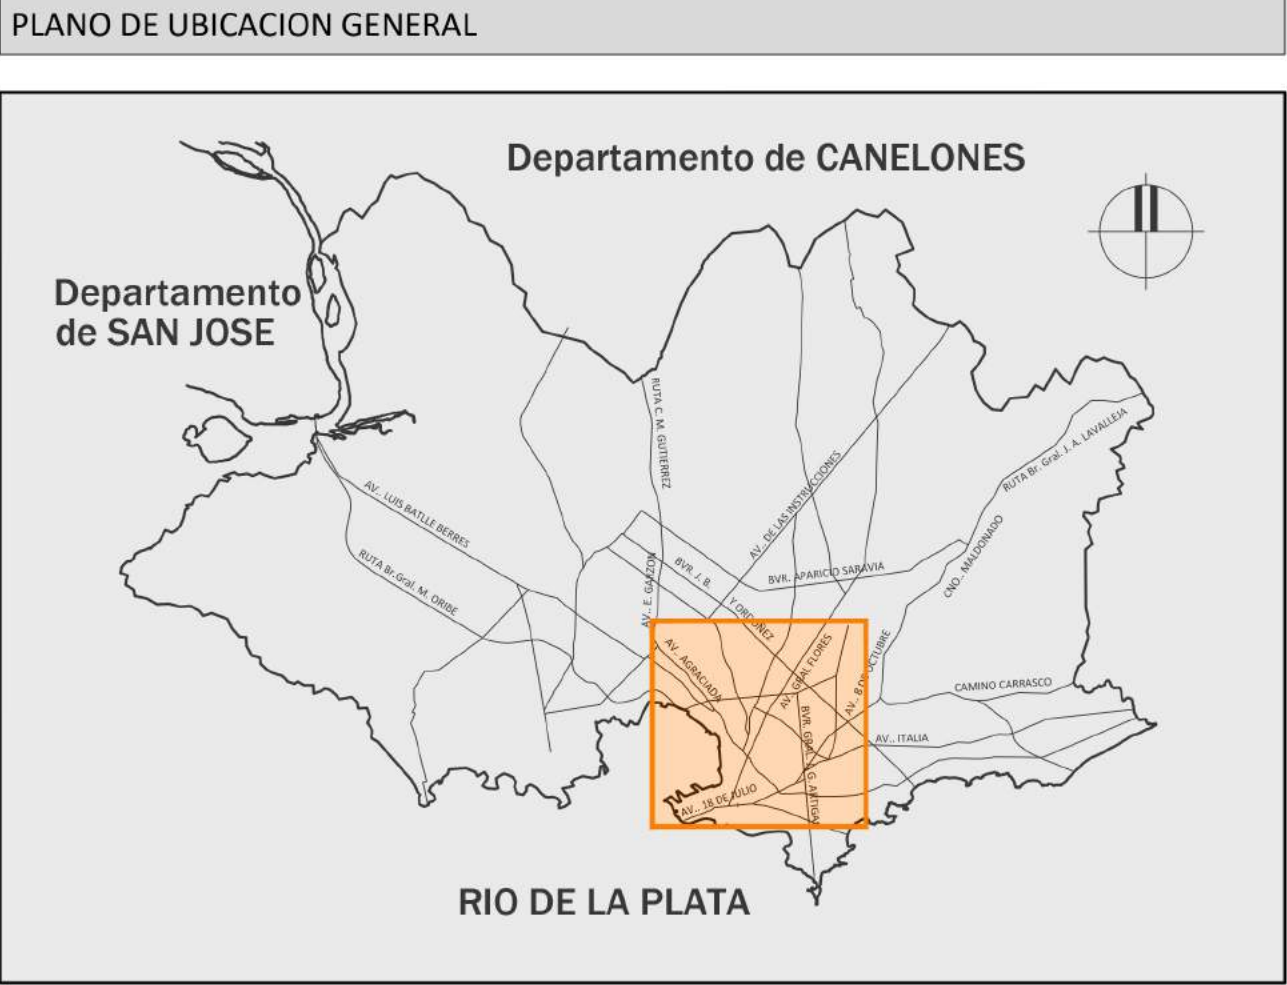 PLANO DE UBICACION GENERAL
Departamento de CANELONES
Departamento
de SAN JOSE
RUTA C. M. GUTIERREZ
RUTA Br. Gral. J. A. LAVALLEJA
AV.. DE LAS INSTRUCCIONES
AV.. LUIS BATLLE BERRES
RUTA Br.Gral. M. ORIBE
AV.. E. GARZON
BVR. J. B.
Y ORDOÑEZ
BVR. APARICIO SARAVIA
CNO.. MALDONADO
AV.. AGRACIADA
AV.. GRAL FLORES
AV.. 8 DE OCTUBRE
CAMINO CARRASCO
AV.. ITALIA
BVR. GRAL. J. G. ARTIGAS
AV.. 18 DE JULIO
RIO DE LA PLATA